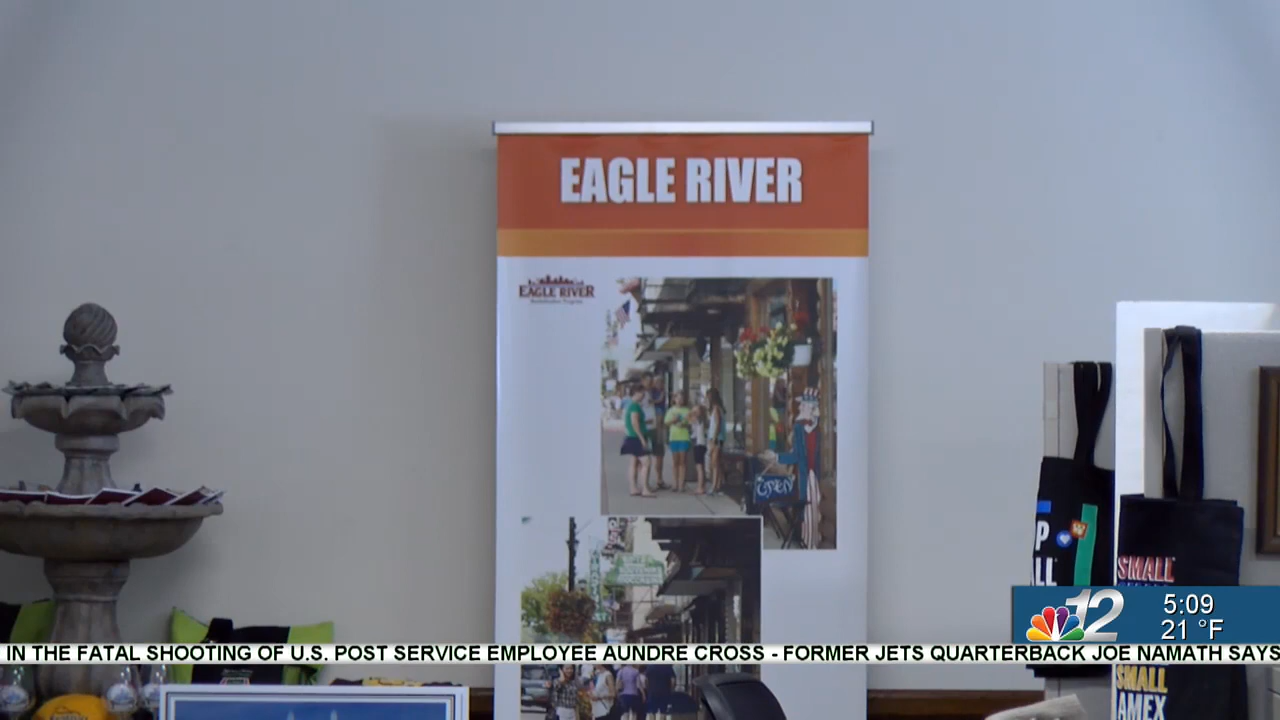 EAGLE RIVER
EAGLE RIVER
OPEN
P
LL
SMALL
12
5:09
21 °F
IN THE FATAL SHOOTING OF U.S. POST SERVICE EMPLOYEE AUNDRE CROSS - FORMER JETS QUARTERBACK JOE NAMATH SAYS
SMALL
AMEX